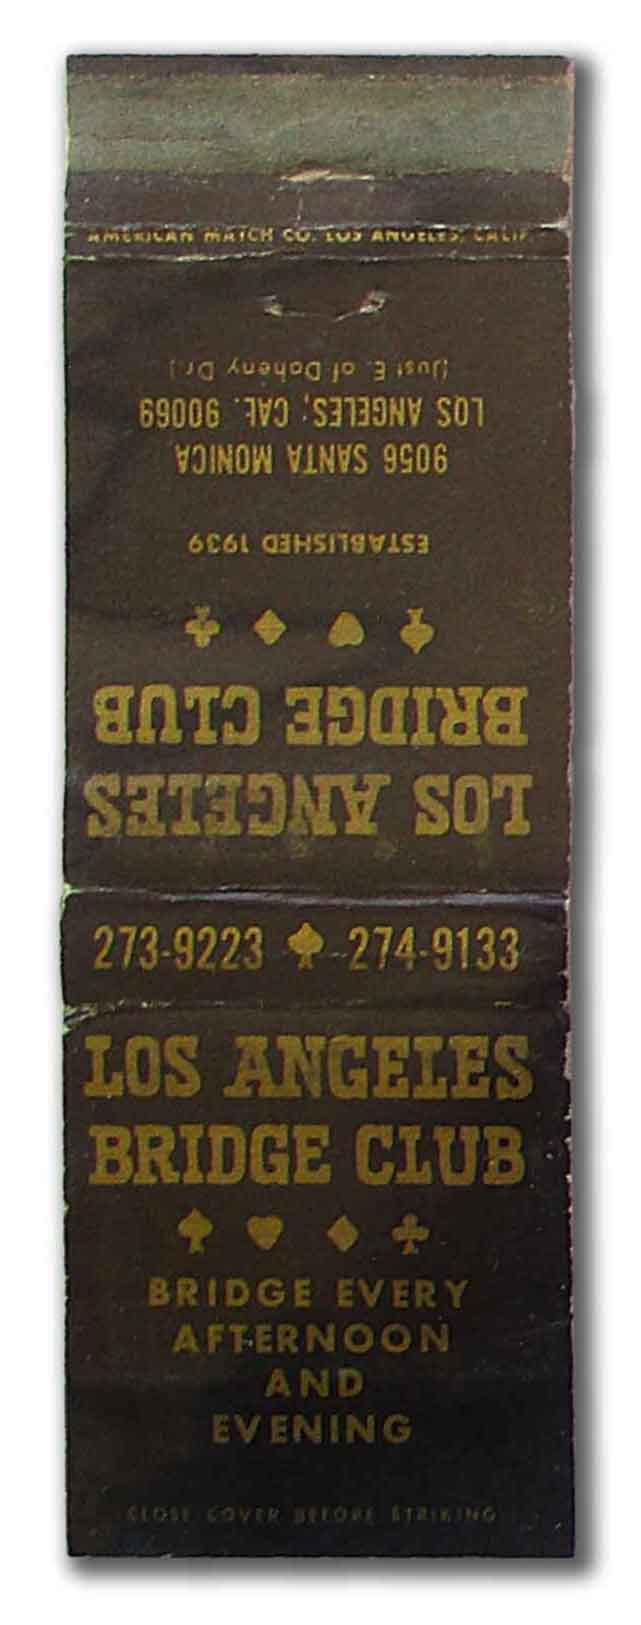 AMERICAN MATCH CO. LOS ANGELES, CALIF.
LOS ANGELES
BRIDGE CLUB
ESTABLISHED 1939
9056 SANTA MONICA
LOS ANGELES, CAL. 90069
(Just E. of Doheny Dr.)
273-9223 274-9133
LOS ANGELES
BRIDGE CLUB
BRIDGE EVERY
AFTERNOON
AND
EVENING
CLOSE COVER BEFORE STRIKING